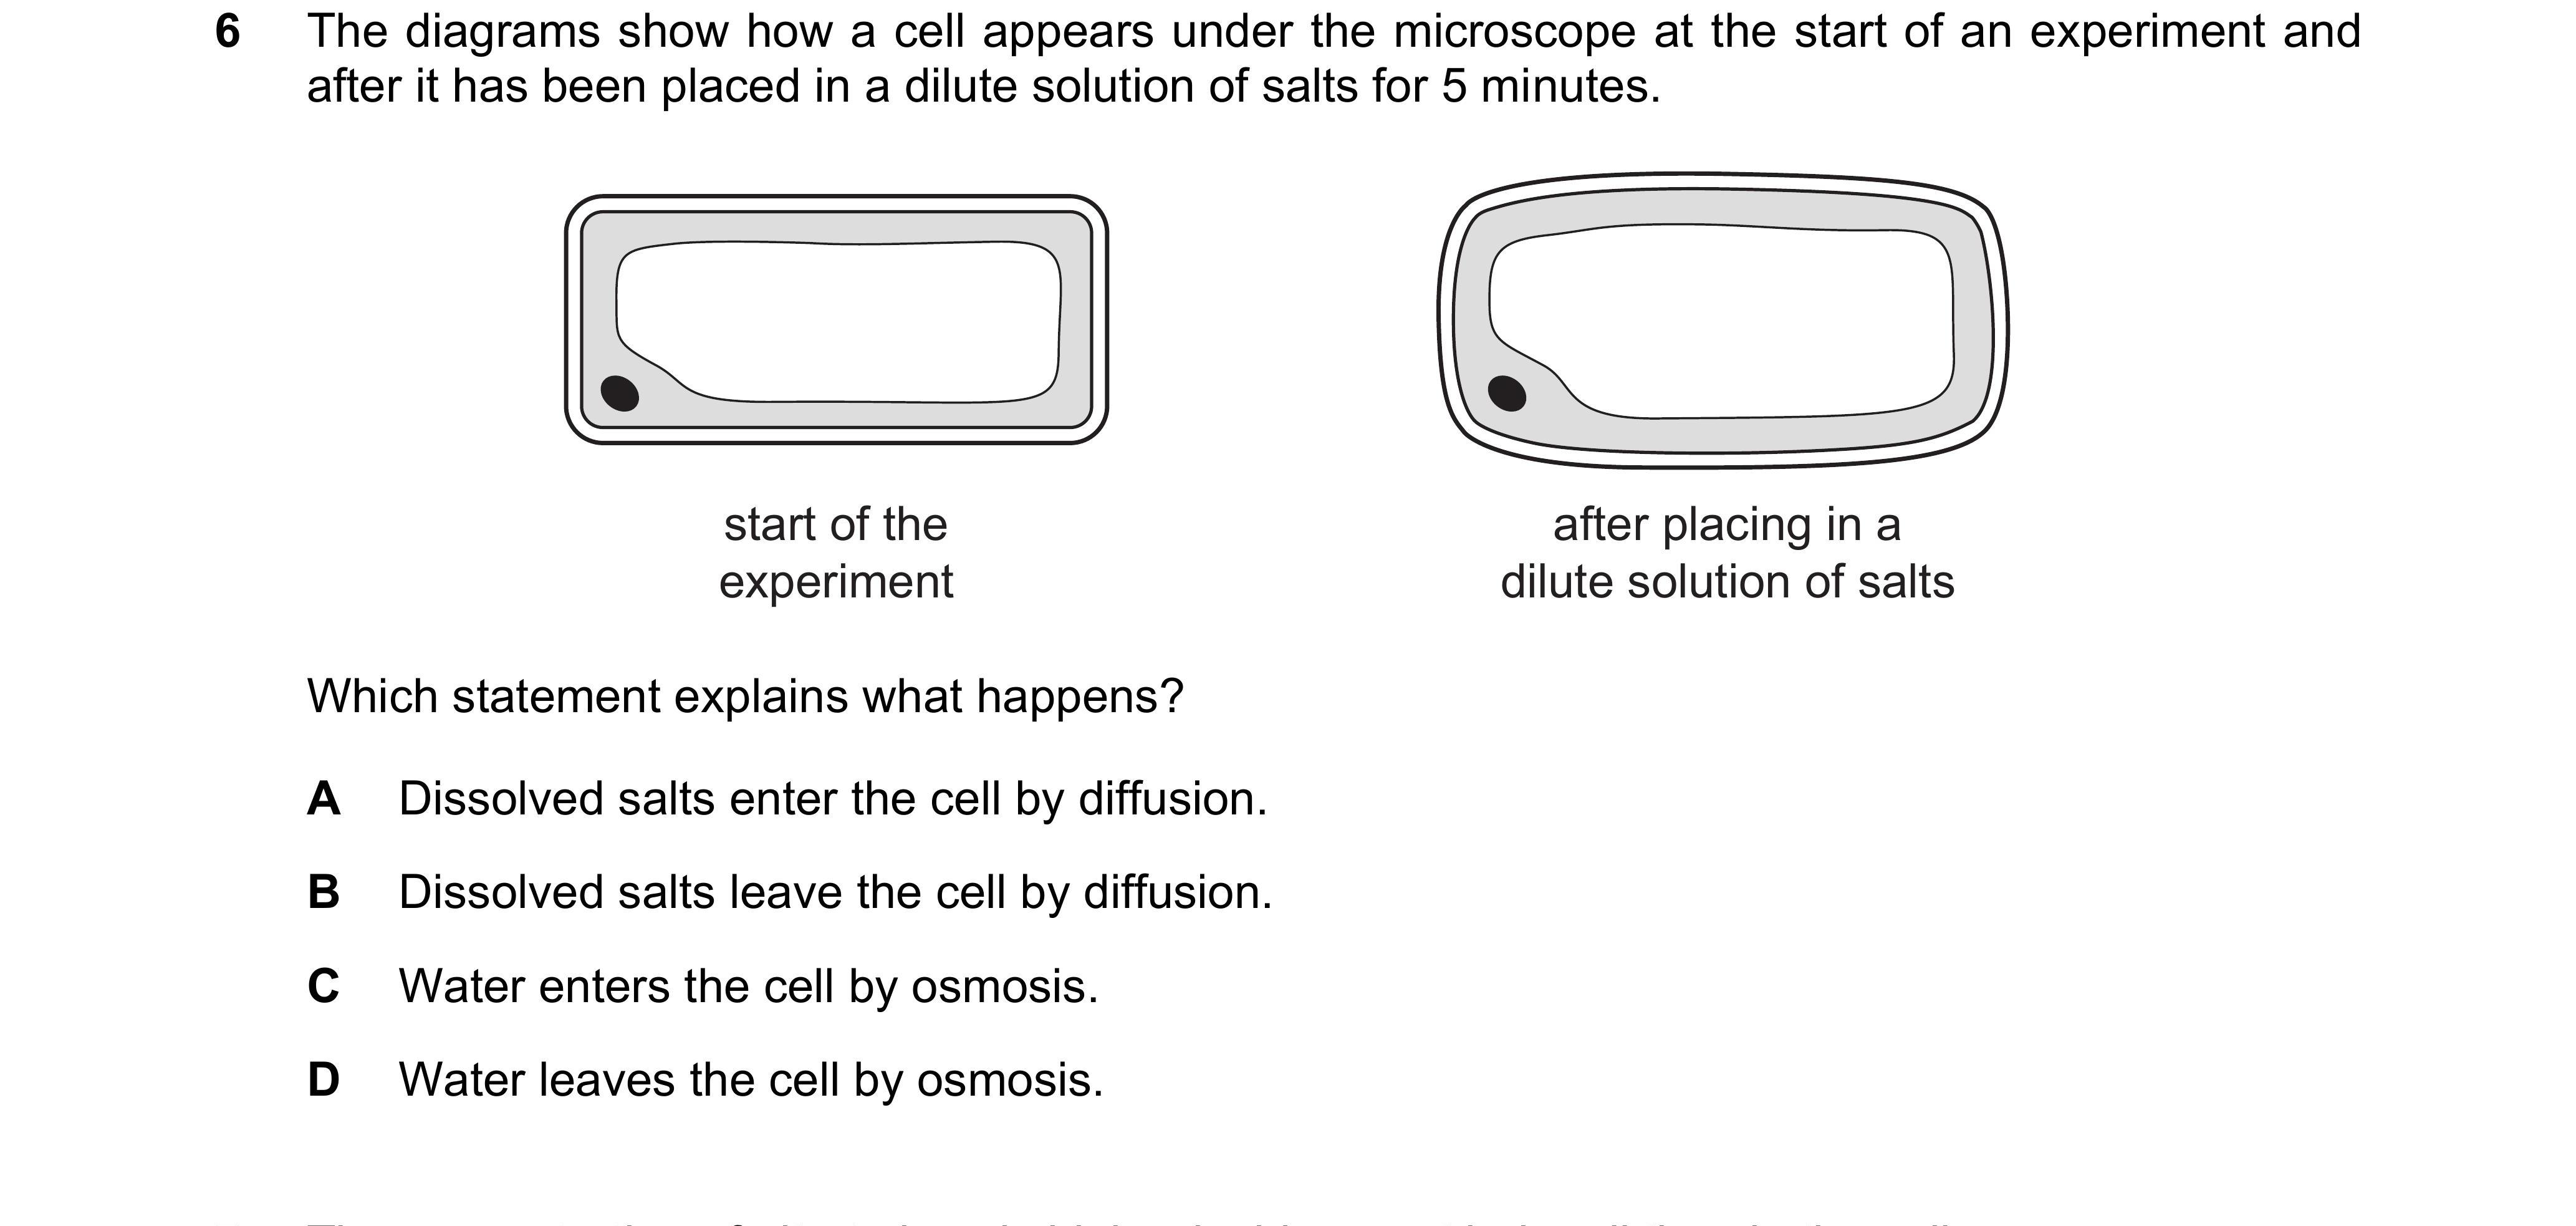 6 The diagrams show how a cell appears under the microscope at the start of an experiment and
after it has been placed in a dilute solution of salts for 5 minutes.
start of the
experiment
after placing in a
dilute solution of salts
Which statement explains what happens?
A Dissolved salts enter the cell by diffusion.
B Dissolved salts leave the cell by diffusion.
C Water enters the cell by osmosis.
D Water leaves the cell by osmosis.